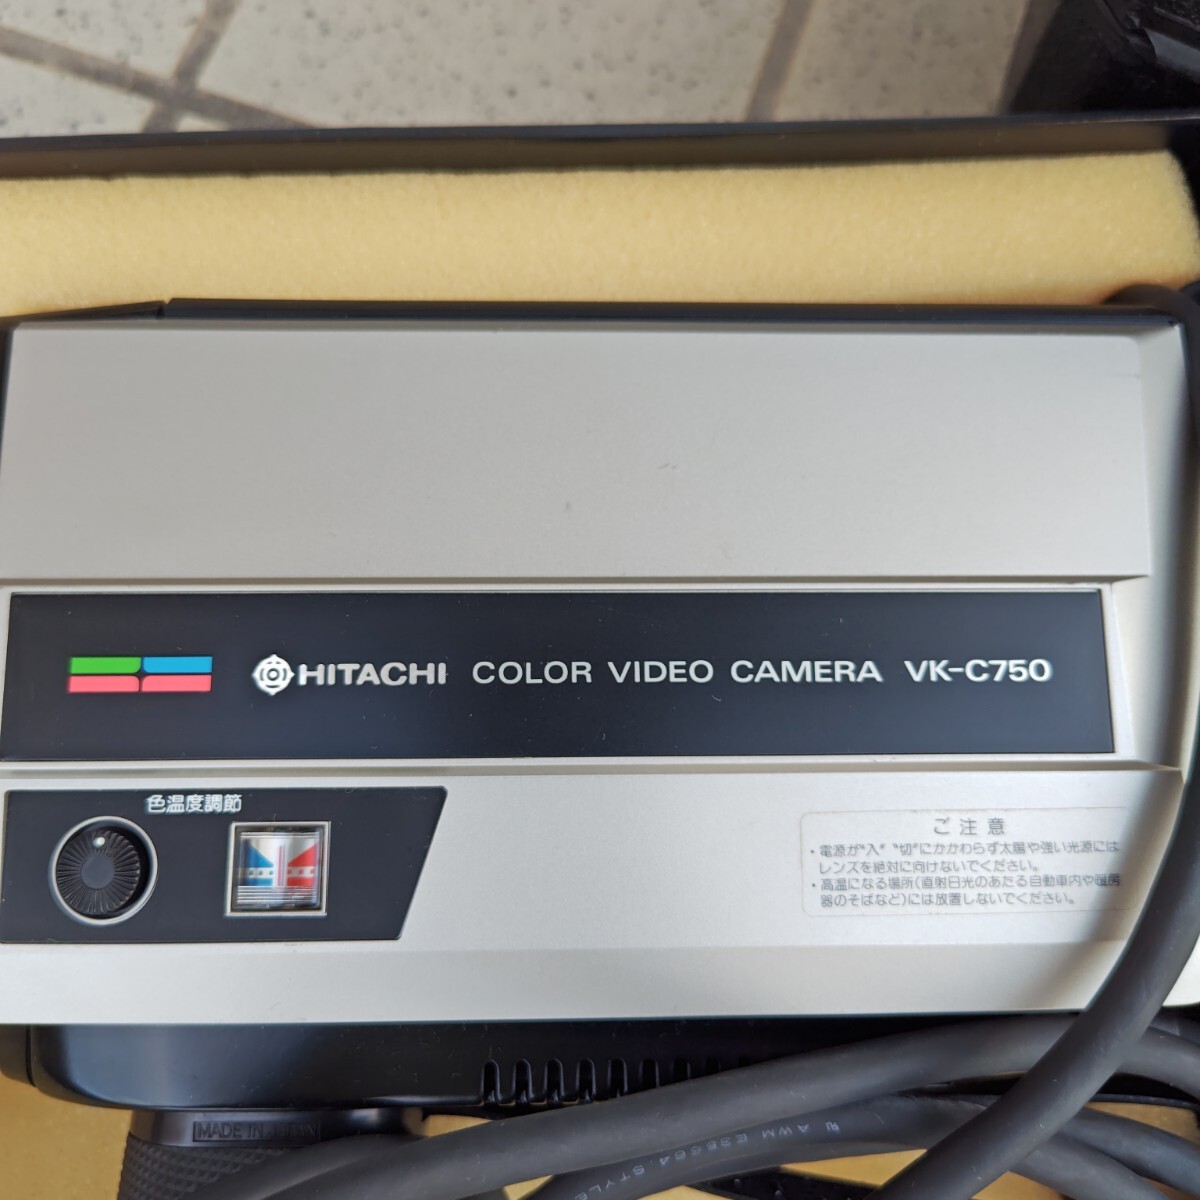 HITACHI COLOR VIDEO CAMERA VK-C750
色温度調節
ご注意
・電源が"入" "切"にかかわらず太陽や強い光源には
レンズを絶対に向けないでください。
・高温になる場所(直射日光のあたる自動車内や暖房
器のそばなど)には放置しないでください。
MADE IN JAPAN
AWM E36664 STYLE